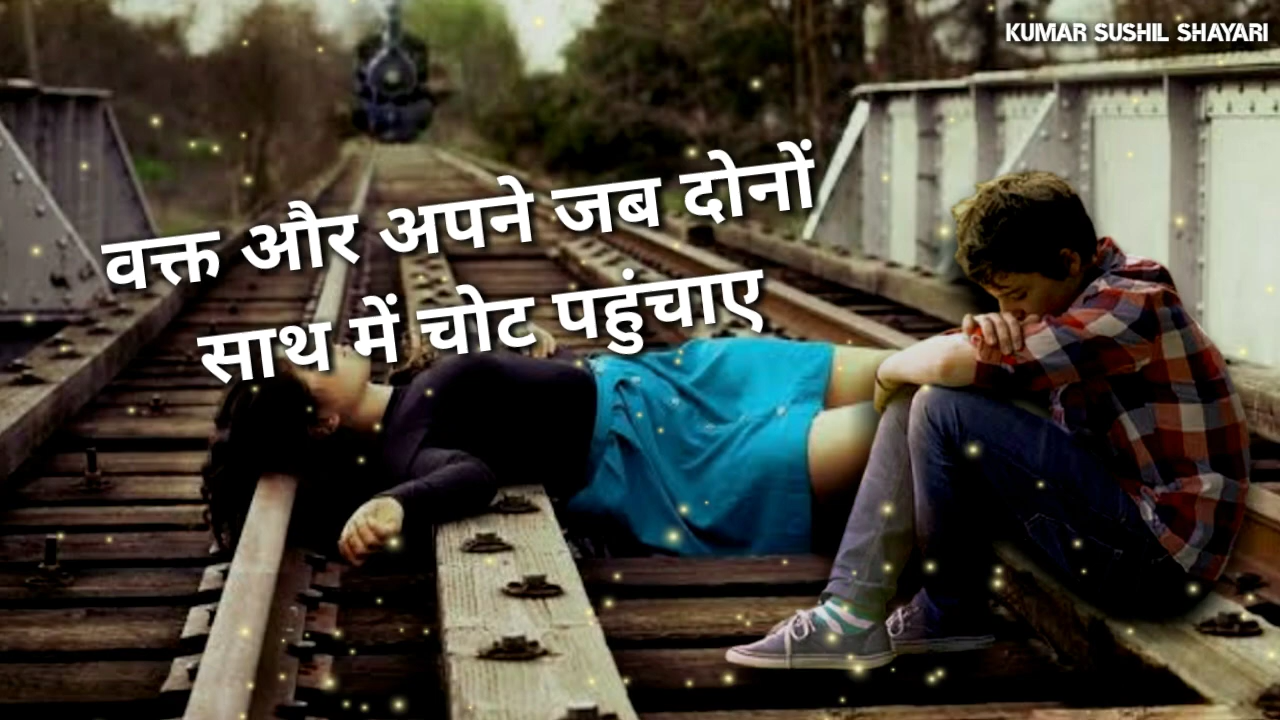 KUMAR SUSHIL SHAYARI
वक्त और अपने जब दोनों
साथ में चोट पहुंचाए